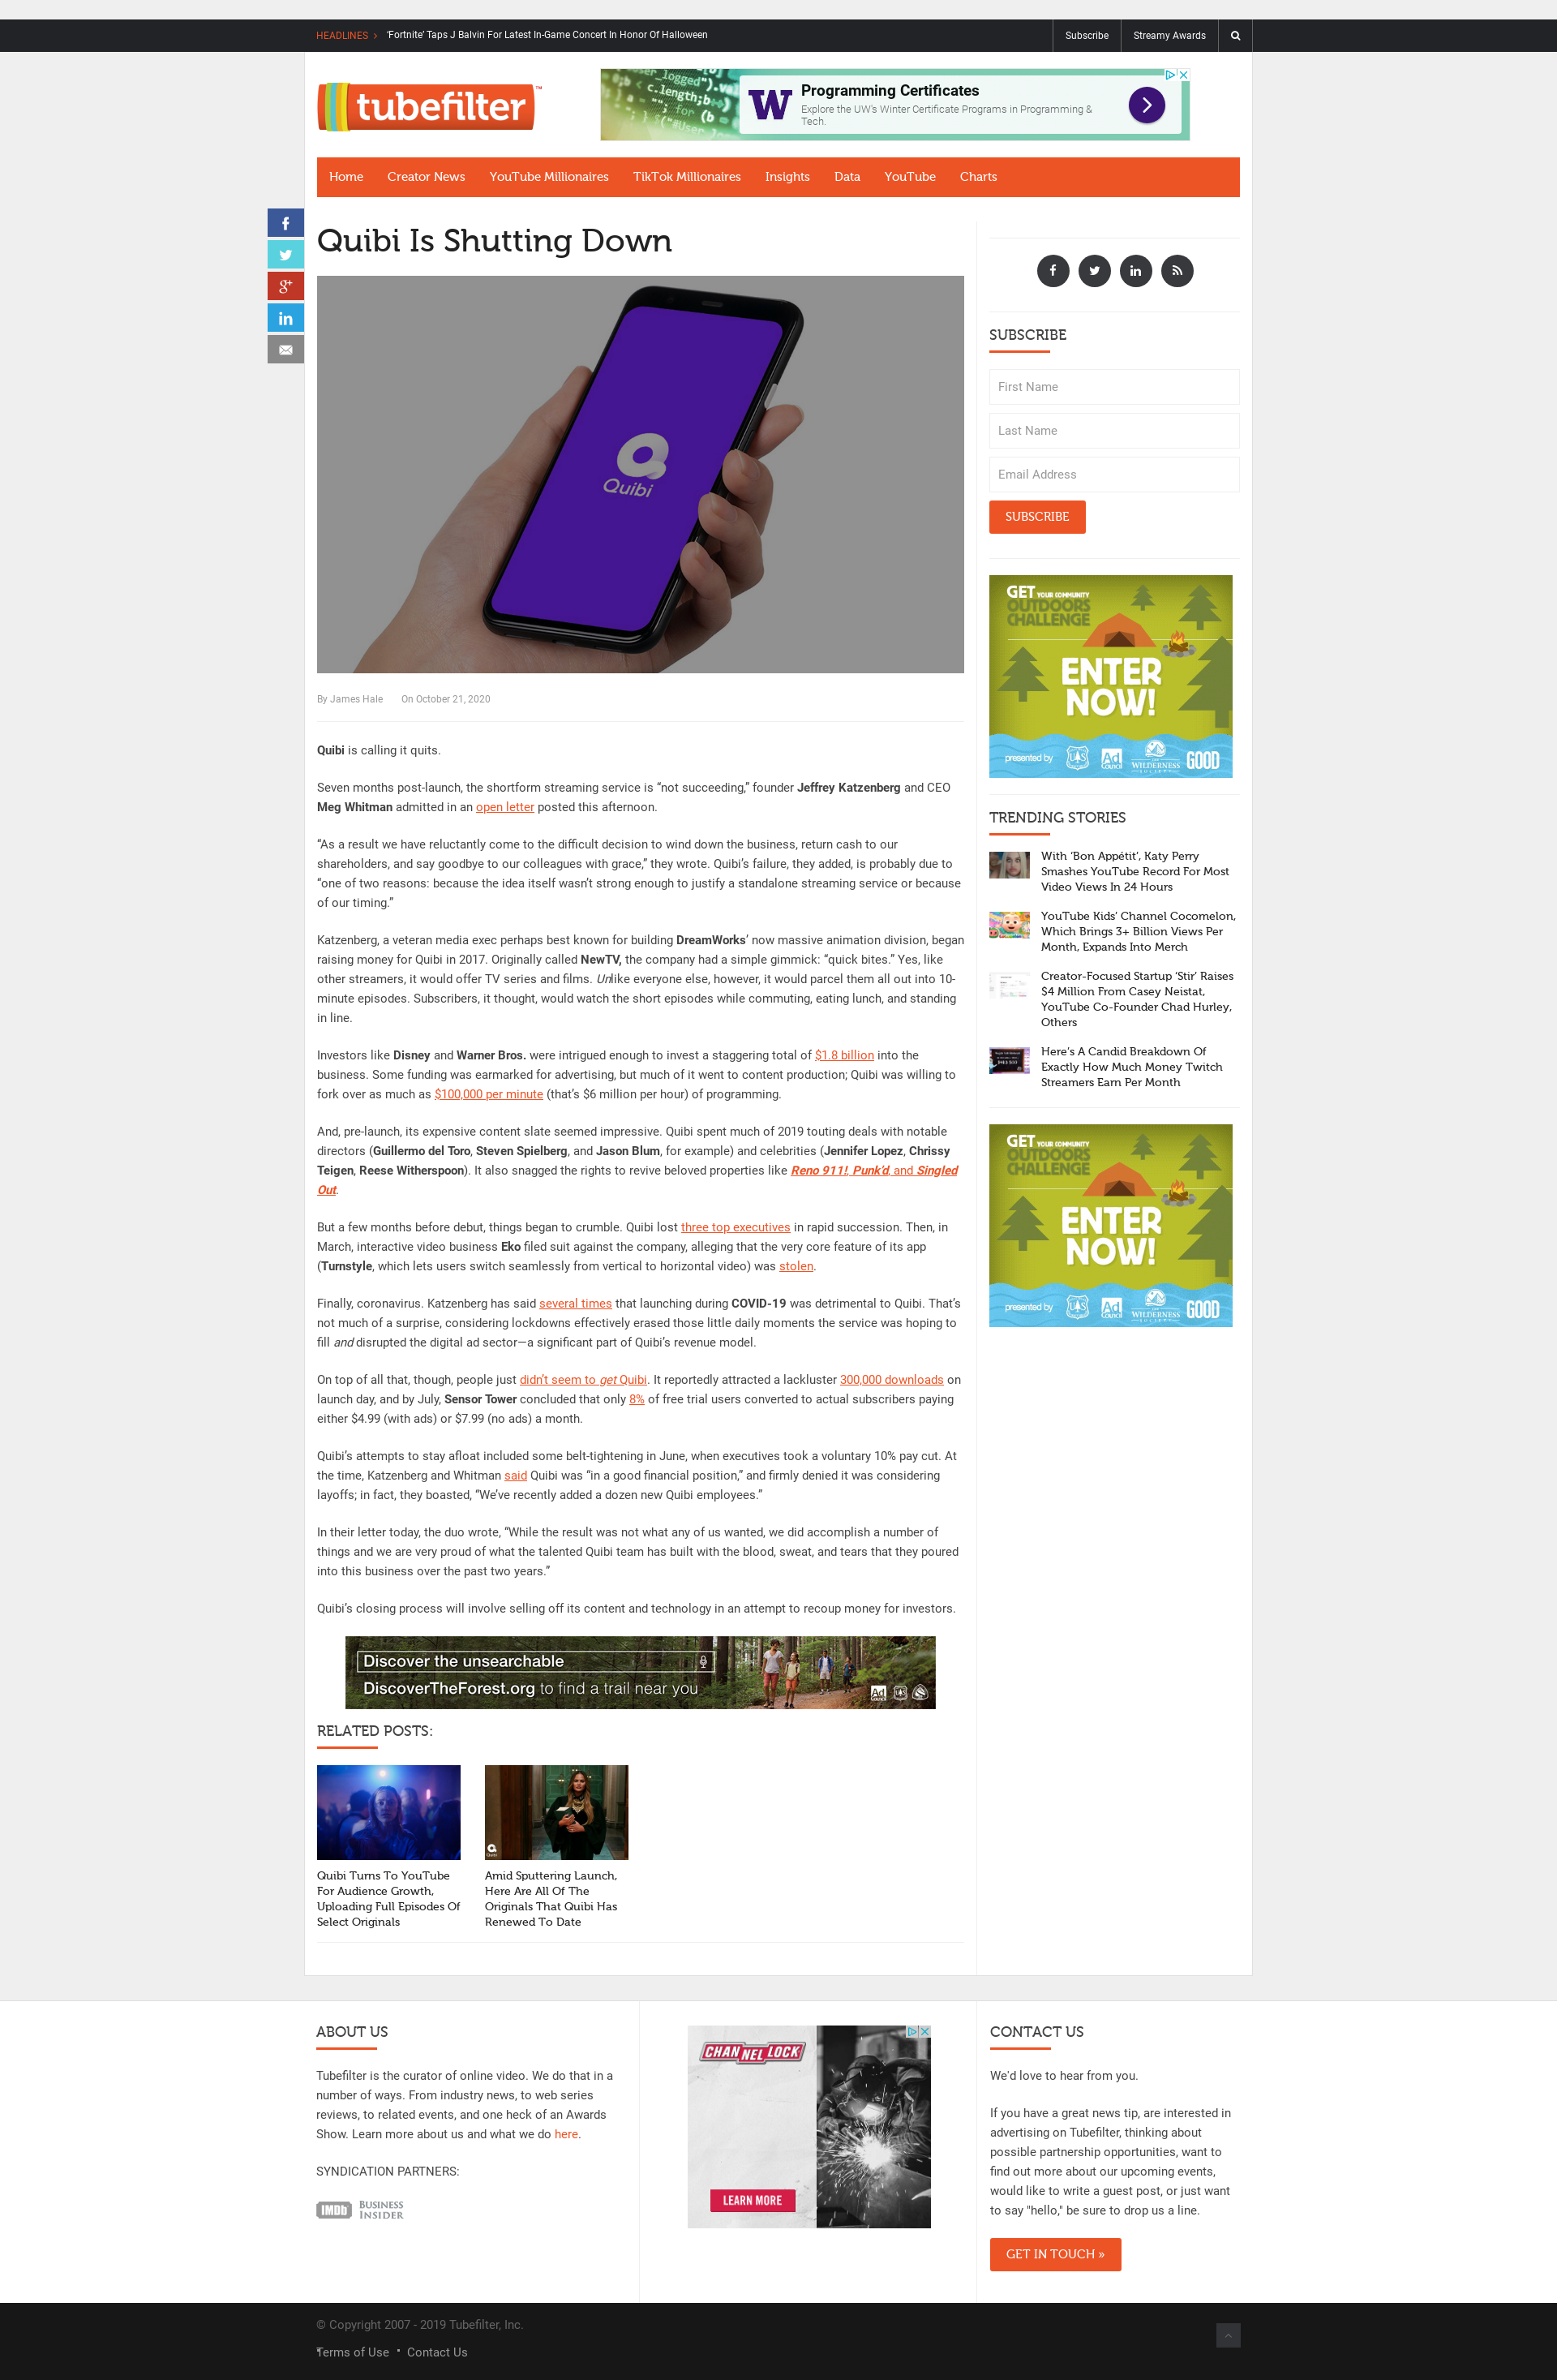 HEADLINES > ‘Fortnite’ Taps J Balvin For Latest In-Game Concert In Honor Of Halloween
Subscribe
Streamy Awards
tubefilter™
Programming Certificates
Explore the UW's Winter Certificate Programs in Programming &
Tech.
Home
Creator News
YouTube Millionaires
TikTok Millionaires
Insights
Data
YouTube
Charts
Quibi Is Shutting Down
Quibi
By James Hale
On October 21, 2020
Quibi is calling it quits.
Seven months post-launch, the shortform streaming service is “not succeeding,” founder Jeffrey Katzenberg and CEO
Meg Whitman admitted in an open letter posted this afternoon.
“As a result we have reluctantly come to the difficult decision to wind down the business, return cash to our
shareholders, and say goodbye to our colleagues with grace,” they wrote. Quibi’s failure, they added, is probably due to
“one of two reasons: because the idea itself wasn’t strong enough to justify a standalone streaming service or because
of our timing.”
Katzenberg, a veteran media exec perhaps best known for building DreamWorks’ now massive animation division, began
raising money for Quibi in 2017. Originally called NewTV, the company had a simple gimmick: “quick bites.” Yes, like
other streamers, it would offer TV series and films. Unlike everyone else, however, it would parcel them all out into 10-
minute episodes. Subscribers, it thought, would watch the short episodes while commuting, eating lunch, and standing
in line.
Investors like Disney and Warner Bros. were intrigued enough to invest a staggering total of $1.8 billion into the
business. Some funding was earmarked for advertising, but much of it went to content production; Quibi was willing to
fork over as much as $100,000 per minute (that’s $6 million per hour) of programming.
And, pre-launch, its expensive content slate seemed impressive. Quibi spent much of 2019 touting deals with notable
directors (Guillermo del Toro, Steven Spielberg, and Jason Blum, for example) and celebrities (Jennifer Lopez, Chrissy
Teigen, Reese Witherspoon). It also snagged the rights to revive beloved properties like Reno 911!, Punk’d, and Singled
Out.
But a few months before debut, things began to crumble. Quibi lost three top executives in rapid succession. Then, in
March, interactive video business Eko filed suit against the company, alleging that the very core feature of its app
(Turnstyle, which lets users switch seamlessly from vertical to horizontal video) was stolen.
Finally, coronavirus. Katzenberg has said several times that launching during COVID-19 was detrimental to Quibi. That’s
not much of a surprise, considering lockdowns effectively erased those little daily moments the service was hoping to
fill and disrupted the digital ad sector—a significant part of Quibi’s revenue model.
On top of all that, though, people just didn’t seem to get Quibi. It reportedly attracted a lackluster 300,000 downloads on
launch day, and by July, Sensor Tower concluded that only 8% of free trial users converted to actual subscribers paying
either $4.99 (with ads) or $7.99 (no ads) a month.
Quibi’s attempts to stay afloat included some belt-tightening in June, when executives took a voluntary 10% pay cut. At
the time, Katzenberg and Whitman said Quibi was “in a good financial position,” and firmly denied it was considering
layoffs; in fact, they boasted, “We’ve recently added a dozen new Quibi employees.”
In their letter today, the duo wrote, “While the result was not what any of us wanted, we did accomplish a number of
things and we are very proud of what the talented Quibi team has built with the blood, sweat, and tears that they poured
into this business over the past two years.”
Quibi’s closing process will involve selling off its content and technology in an attempt to recoup money for investors.
Discover the unsearchable
DiscoverTheForest.org to find a trail near you
Ad
RELATED POSTS:
Quibi Turns To YouTube
For Audience Growth,
Uploading Full Episodes Of
Select Originals
Amid Sputtering Launch,
Here Are All Of The
Originals That Quibi Has
Renewed To Date
SUBSCRIBE
First Name
Last Name
Email Address
SUBSCRIBE
GET YOUR COMMUNITY
OUTDOORS
CHALLENGE
ENTER
NOW!
presented by
Ad
THE WILDERNESS SOCIETY
GOOD
TRENDING STORIES
With ‘Bon Appétit’, Katy Perry
Smashes YouTube Record For Most
Video Views In 24 Hours
YouTube Kids’ Channel Cocomelon,
Which Brings 3+ Billion Views Per
Month, Expands Into Merch
Creator-Focused Startup ‘Stir’ Raises
$4 Million From Casey Neistat,
YouTube Co-Founder Chad Hurley,
Others
Here’s A Candid Breakdown Of
Exactly How Much Money Twitch
Streamers Earn Per Month
GET YOUR COMMUNITY
OUTDOORS
CHALLENGE
ENTER
NOW!
presented by
Ad
THE WILDERNESS SOCIETY
GOOD
ABOUT US
Tubefilter is the curator of online video. We do that in a
number of ways. From industry news, to web series
reviews, to related events, and one heck of an Awards
Show. Learn more about us and what we do here.
SYNDICATION PARTNERS:
IMDb
BUSINESS
INSIDER
CHANNELLOCK
LEARN MORE
CONTACT US
We'd love to hear from you.
If you have a great news tip, are interested in
advertising on Tubefilter, thinking about
possible partnership opportunities, want to
find out more about our upcoming events,
would like to write a guest post, or just want
to say "hello," be sure to drop us a line.
GET IN TOUCH »
© Copyright 2007 - 2019 Tubefilter, Inc.
Terms of Use • Contact Us